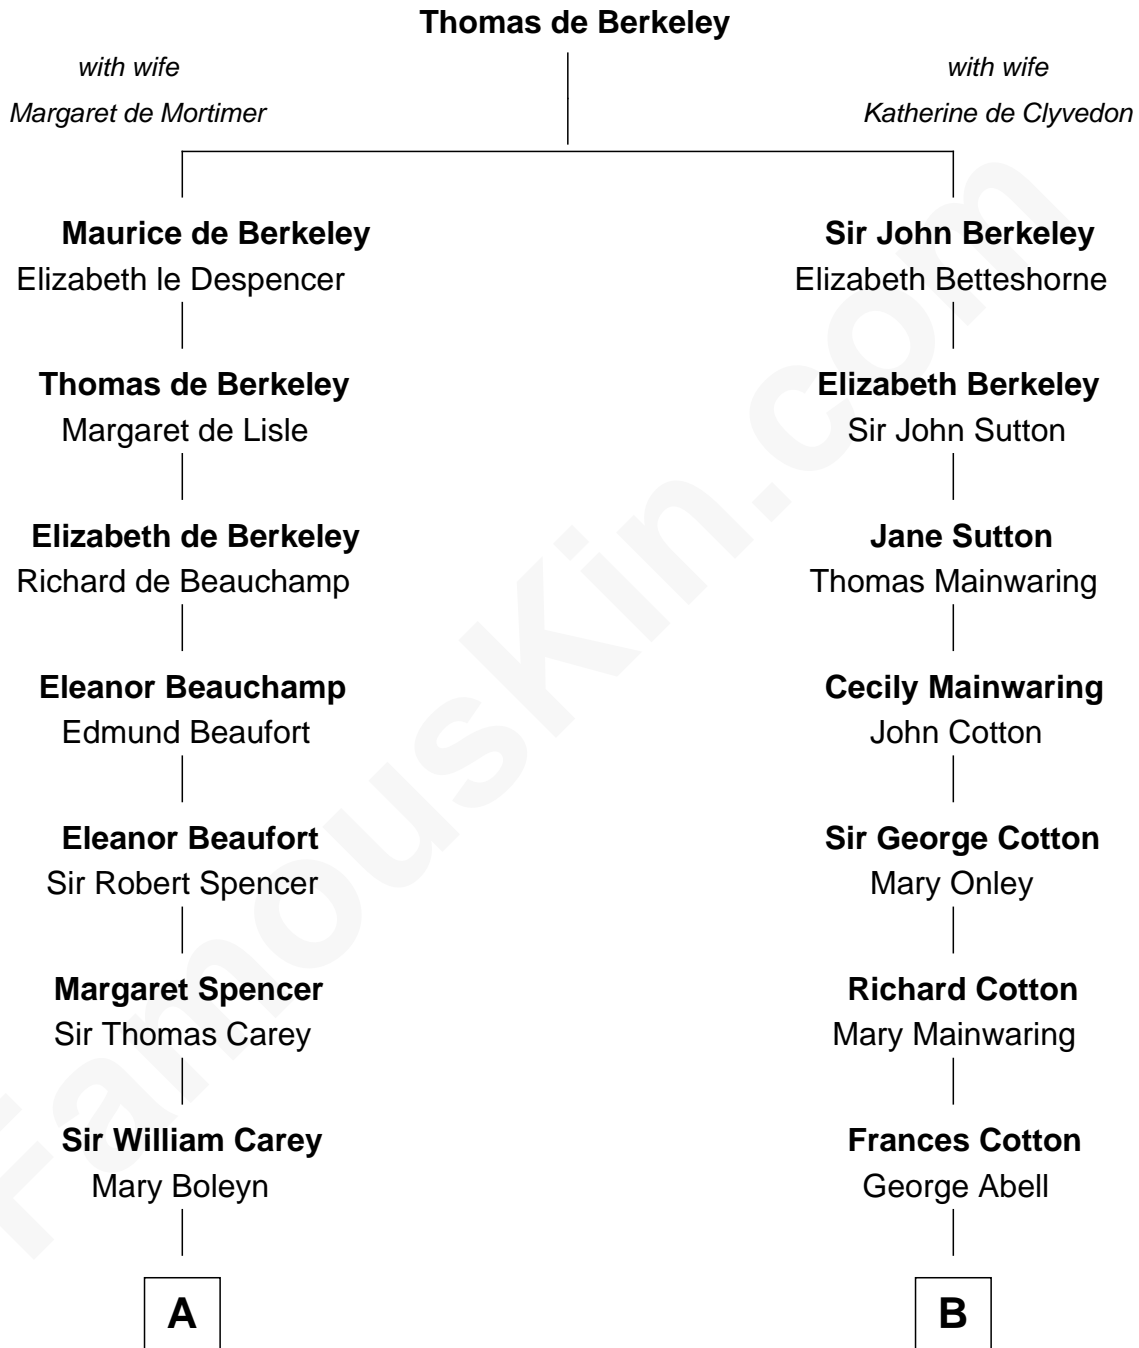 Thomas de Berkeley
with wife
Margaret de Mortimer
with wife
Katherine de Clyvedon
Maurice de Berkeley
Elizabeth le Despencer
Sir John Berkeley
Elizabeth Betteshorne
Thomas de Berkeley
Margaret de Lisle
Elizabeth Berkeley
Sir John Sutton
Elizabeth de Berkeley
Richard de Beauchamp
Jane Sutton
Thomas Mainwaring
Eleanor Beauchamp
Edmund Beaufort
Cecily Mainwaring
John Cotton
Eleanor Beaufort
Sir Robert Spencer
Sir George Cotton
Mary Onley
Margaret Spencer
Sir Thomas Carey
Richard Cotton
Mary Mainwaring
Sir William Carey
Mary Boleyn
Frances Cotton
George Abell
A
B
FamousKin.com